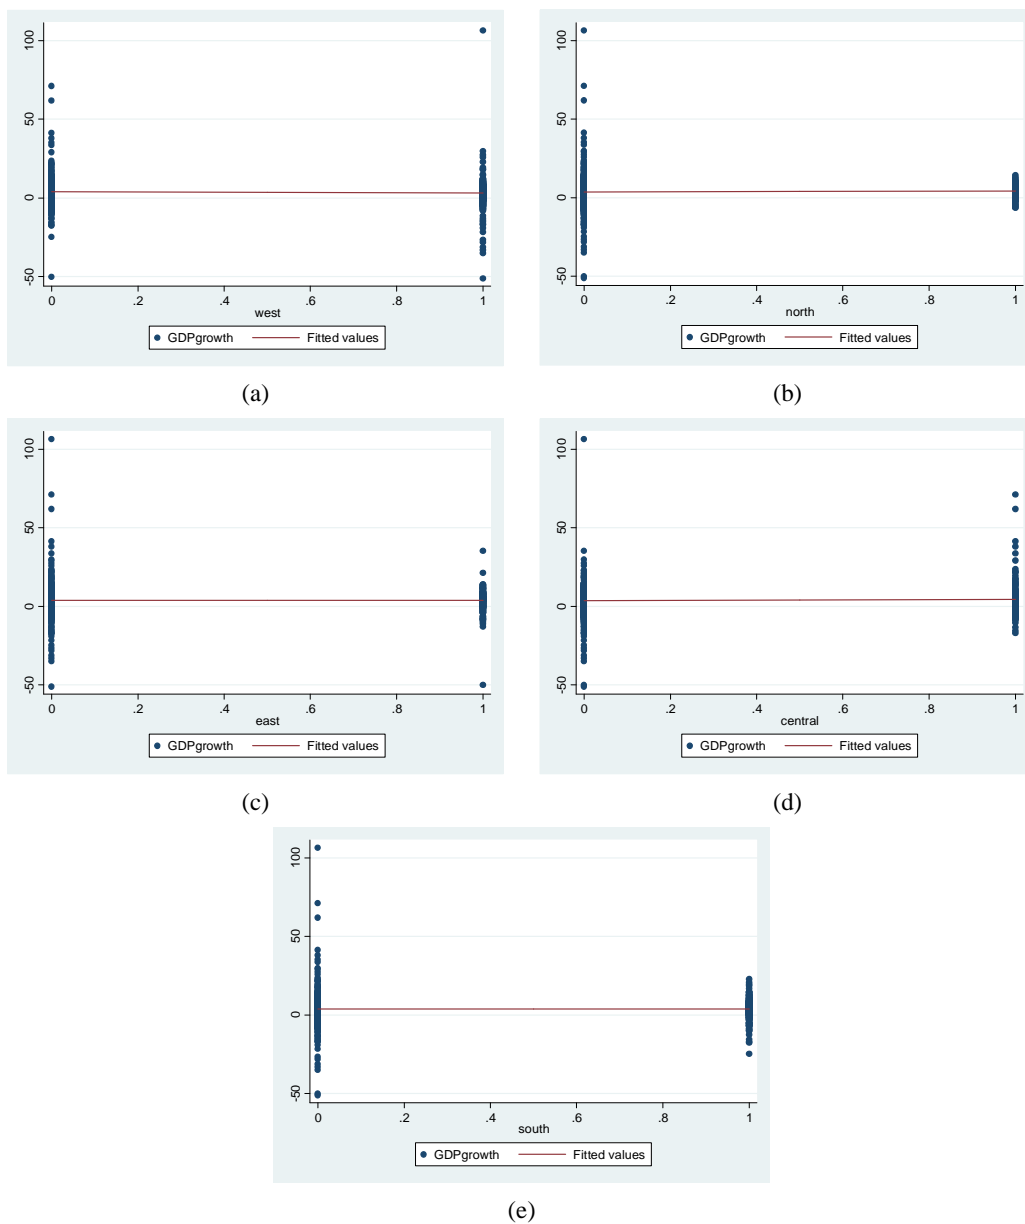 100
50
0
-50
0 .2 .4 .6 .8 1
west
GDPgrowth Fitted values
(a)
100
50
0
-50
0 .2 .4 .6 .8 1
north
GDPgrowth Fitted values
(b)
100
50
0
-50
0 .2 .4 .6 .8 1
east
GDPgrowth Fitted values
(c)
100
50
0
-50
0 .2 .4 .6 .8 1
central
GDPgrowth Fitted values
(d)
100
50
0
-50
0 .2 .4 .6 .8 1
south
GDPgrowth Fitted values
(e)